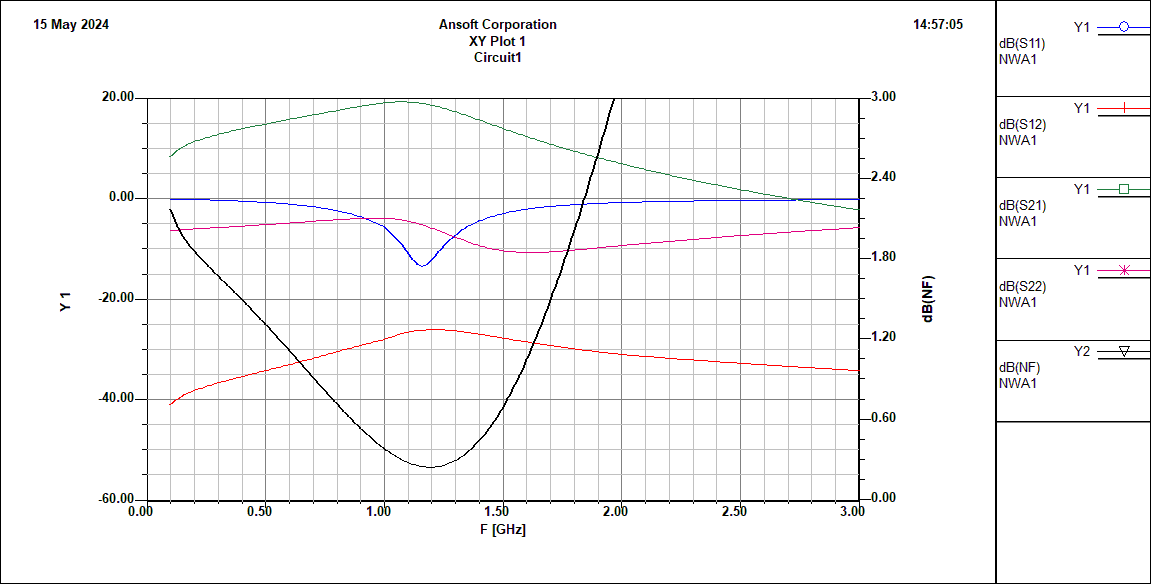 15 May 2024
Ansoft Corporation
14:57:05
XY Plot 1
Circuit1
20.00
0.00
-20.00
-40.00
-60.00
Y 1
3.00
2.40
1.80
1.20
0.60
0.00
dB(NF)
0.00 0.50 1.00 1.50 2.00 2.50 3.00
F [GHz]
Y1
dB(S11)
NWA1
Y1
dB(S12)
NWA1
Y1
dB(S21)
NWA1
Y1
dB(S22)
NWA1
Y2
dB(NF)
NWA1